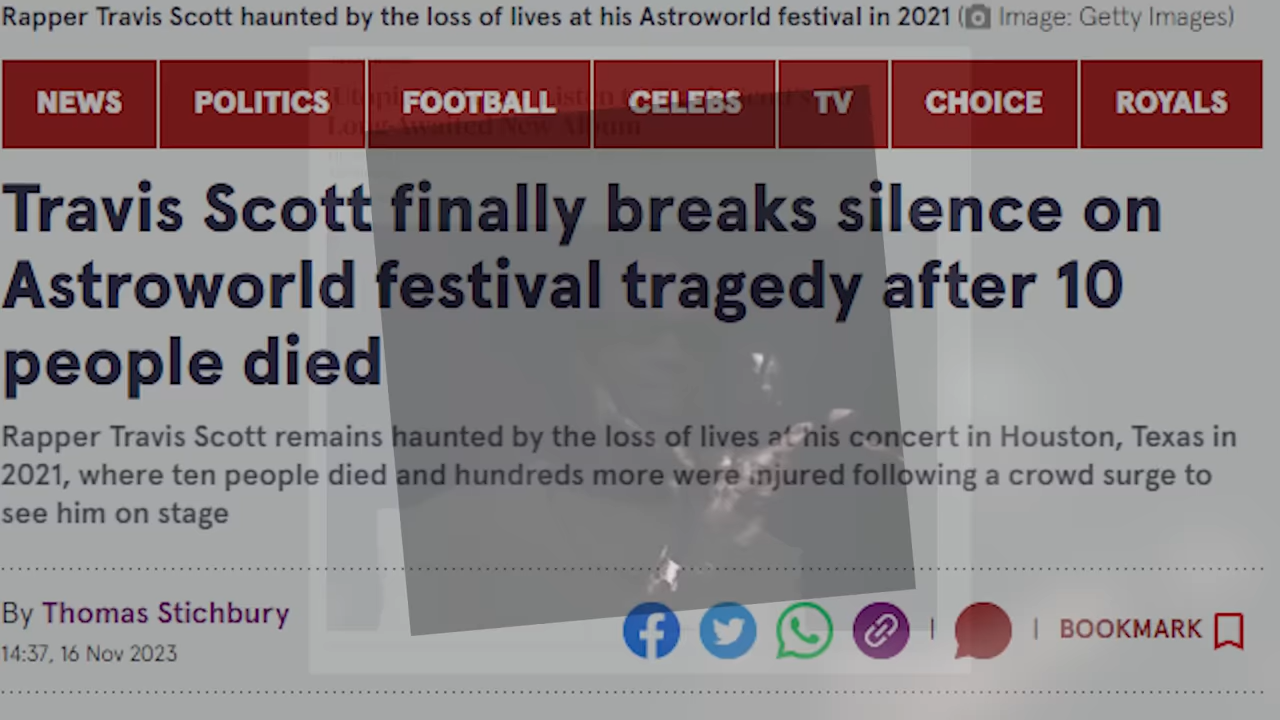 Rapper Travis Scott haunted by the loss of lives at his Astroworld festival in 2021 (Image: Getty Images)
NEWS POLITICS FOOTBALL CELEBS TV CHOICE ROYALS
Long-Awaited New Album
Travis Scott finally breaks silence on
Astroworld festival tragedy after 10
people died
Rapper Travis Scott remains haunted by the loss of lives at his concert in Houston, Texas in
2021, where ten people died and hundreds more were injured following a crowd surge to
see him on stage
By Thomas Stichbury
14:37, 16 Nov 2023
| | BOOKMARK